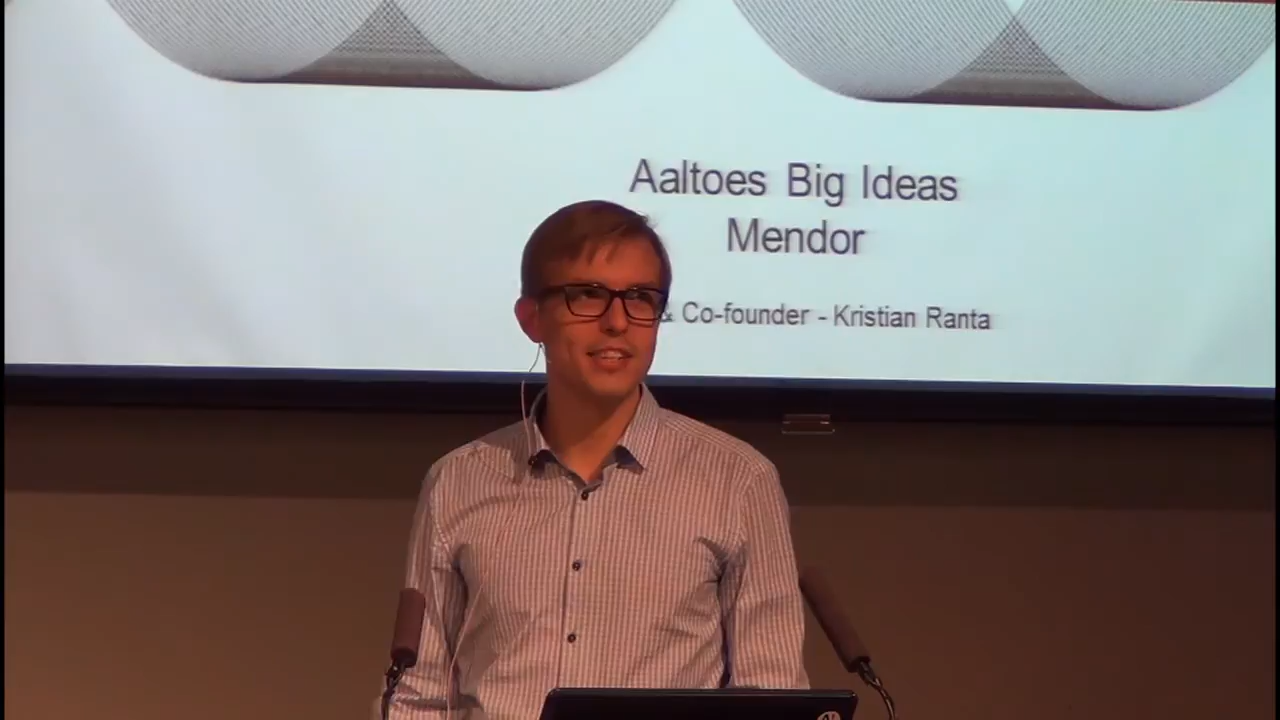 Aaltoes Big Ideas
Mendor
& Co-founder - Kristian Ranta